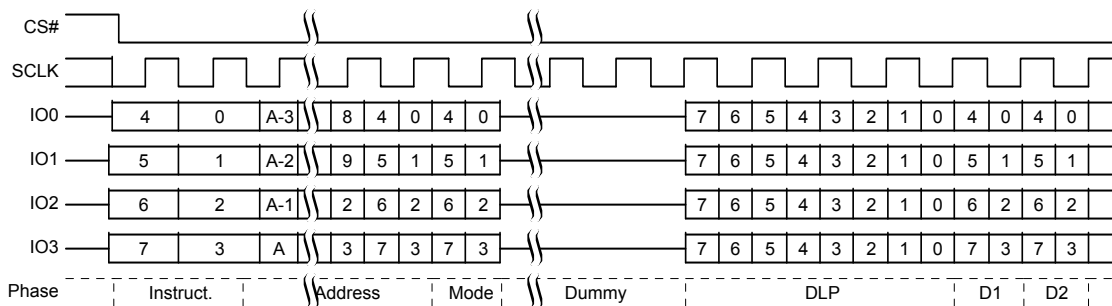 CS#
SCLK
IO0 4 0 A-3 8 4 0 4 0 7 6 5 4 3 2 1 0 4 0 4 0
IO1 5 1 A-2 9 5 1 5 1 7 6 5 4 3 2 1 0 5 1 5 1
IO2 6 2 A-1 2 6 2 6 2 7 6 5 4 3 2 1 0 6 2 6 2
IO3 7 3 A 3 7 3 7 3 7 6 5 4 3 2 1 0 7 3 7 3
Phase Instruct. Address Mode Dummy DLP D1 D2